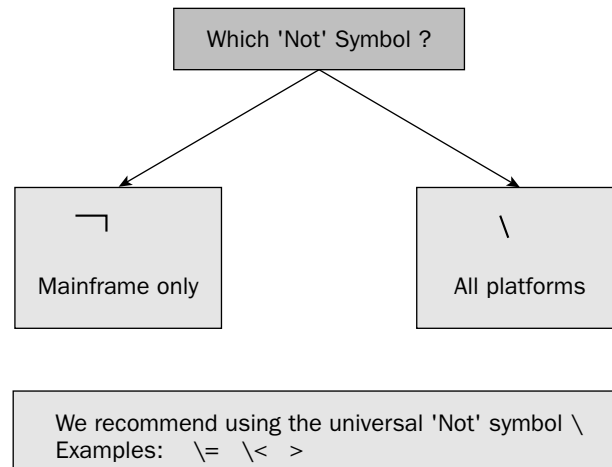 Which 'Not' Symbol ?
¬
Mainframe only
\
All platforms
We recommend using the universal 'Not' symbol \
Examples: \= \< >